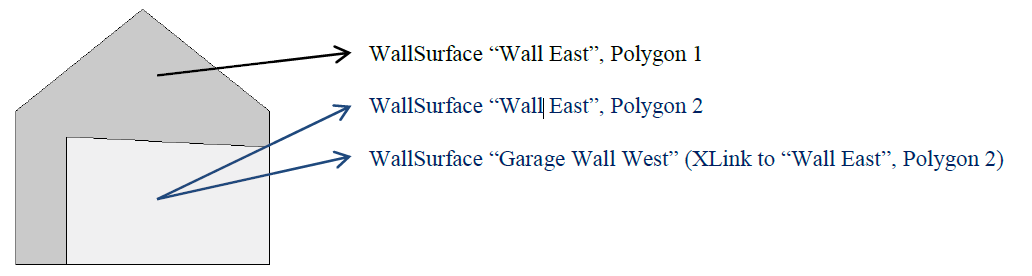 WallSurface “Wall East”, Polygon 1
WallSurface “Wall East”, Polygon 2
WallSurface “Garage Wall West” (XLink to “Wall East”, Polygon 2)